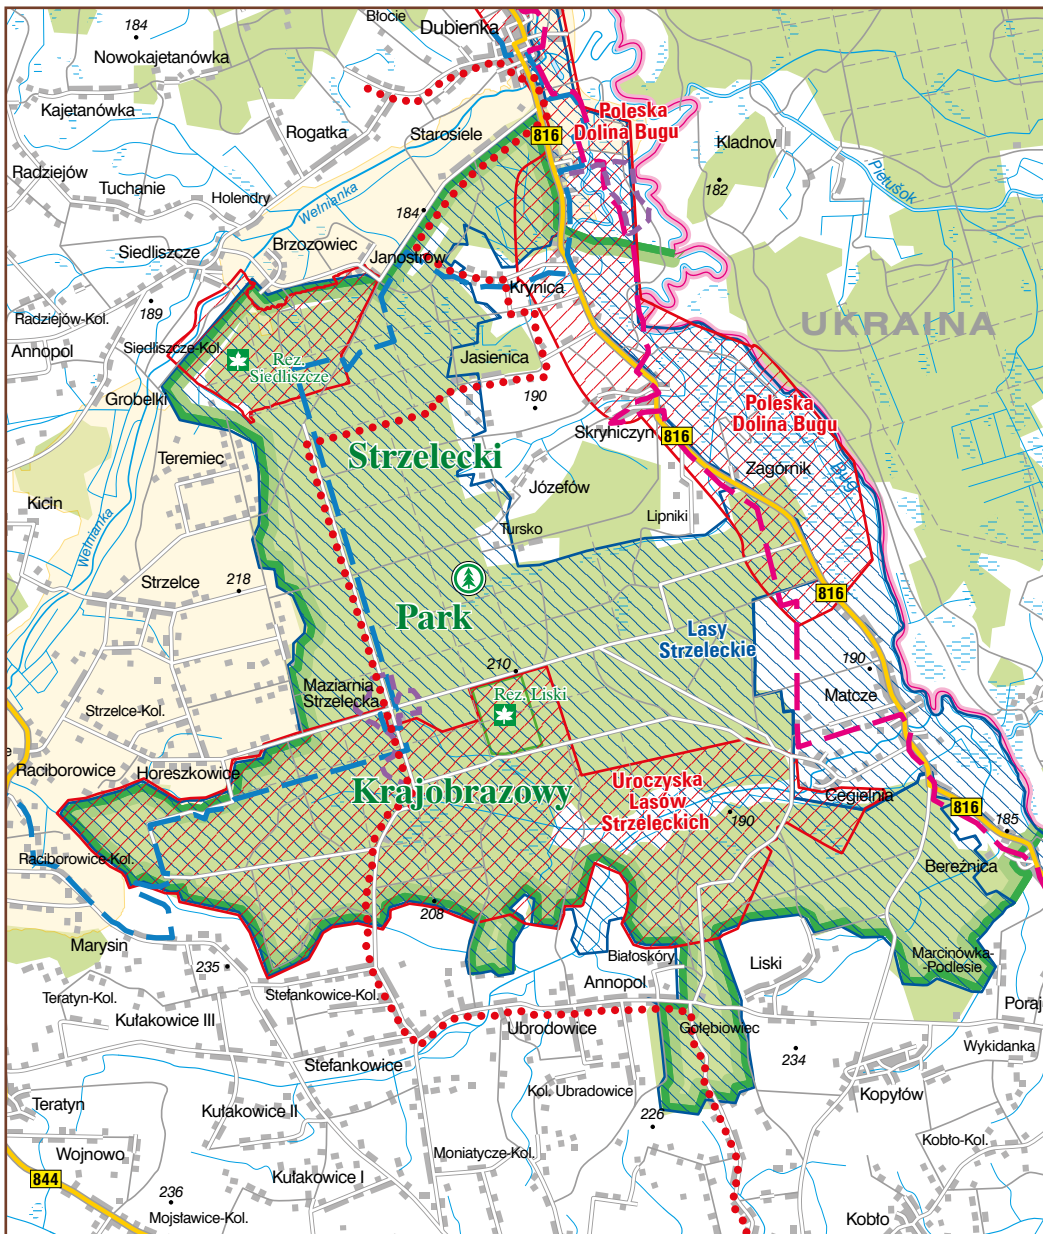 Błocie
184
Dubienka
Nowokajetanówka
Kajetanówka
Rogatka
Starosiele
816
Poleska
Dolina Bugu
Kladnov
Radziejów
Tuchanie
Holendry
Wełnianka
184
182
Pietušok
Siedliszcze
Brzozowiec
Janostrów
Krynica
189
Radziejów-Kol.
Annopol
Siedliszcze-Kol.
Rez.
Siedliszcze
Jasienica
UKRAINA
Grobelki
190
Poleska
Dolina Bugu
Skryhiczyn
816
Teremiec
Strzelecki
Zagórnik
BUG
Józefów
Kicin
Lipniki
Tursko
Wełnianka
Strzelce
218
816
Park
Lasy
Strzeleckie
210
190
Maziarnia
Strzelecka
Rez. Liski
Matcze
Strzelce-Kol.
Raciborowice
Horeszkowice
Krajobrazowy
Uroczyska
Lasów
Strzeleckich
Cegielnia
816
190
185
Raciborowice-Kol.
Bereźnica
208
Marysin
235
Białoskóry
Liski
Marcinówka-
-Podlesie
Teratyn-Kol.
Stefankowice-Kol.
Annopol
Poraj
Kułakowice III
Ubrodowice
Gołębiowiec
Wykidanka
Stefankowice
234
Kol. Ubradowice
Kopyłów
Teratyn
Kułakowice II
226
Kobło-Kol.
Wojnowo
Moniatycze-Kol.
844
Kułakowice I
236
Mojsławice-Kol.
Kobło